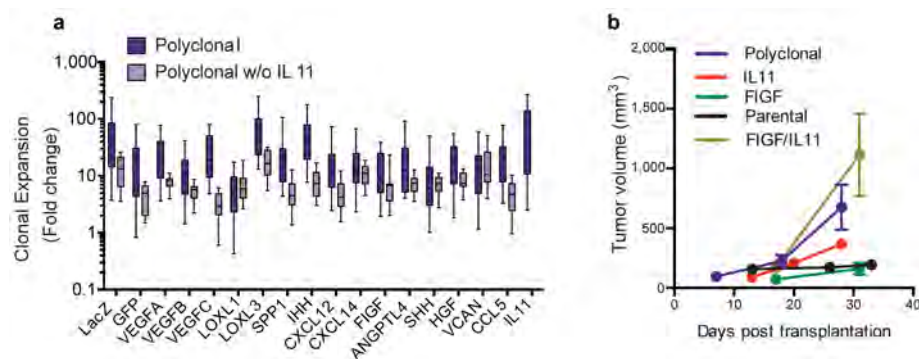 a
Polyclonal
Polyclonal w/o IL 11
Clonal Expansion
(Fold change)
1,000
100
10
1
0.1
LacZ
GFP
VEGFA
VEGFB
VEGFC
LOXL1
LOXL3
SPP1
IHH
CXCL12
CXCL14
FIGF
ANGPTL4
SHH
HGF
VCAN
CCL5
IL11
b
Polyclonal
IL11
FIGF
Parental
FIGF/IL11
Tumor volume (mm³)
2,000
1,500
1,000
500
0
0
10
20
30
40
Days post transplantation